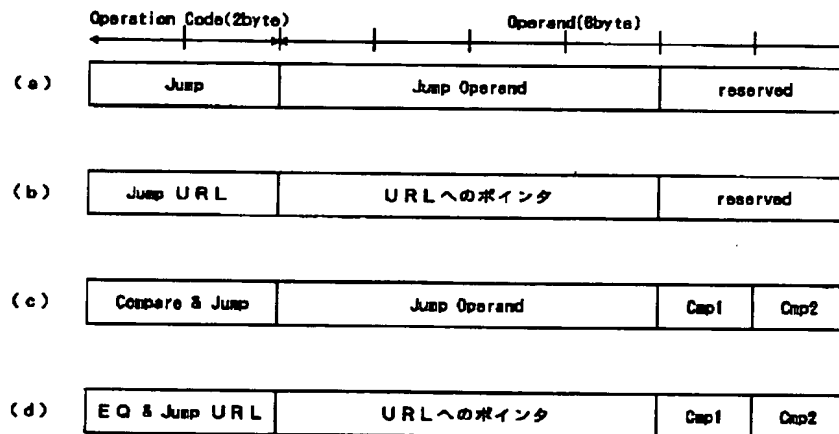 Operation Code(2byte) Operand(6byte)
(a) Jump Jump Operand reserved
(b) Jump URL URLへのポインタ reserved
(c) Compare & Jump Jump Operand Cmp1 Cmp2
(d) EQ & Jump URL URLへのポインタ Cmp1 Cmp2